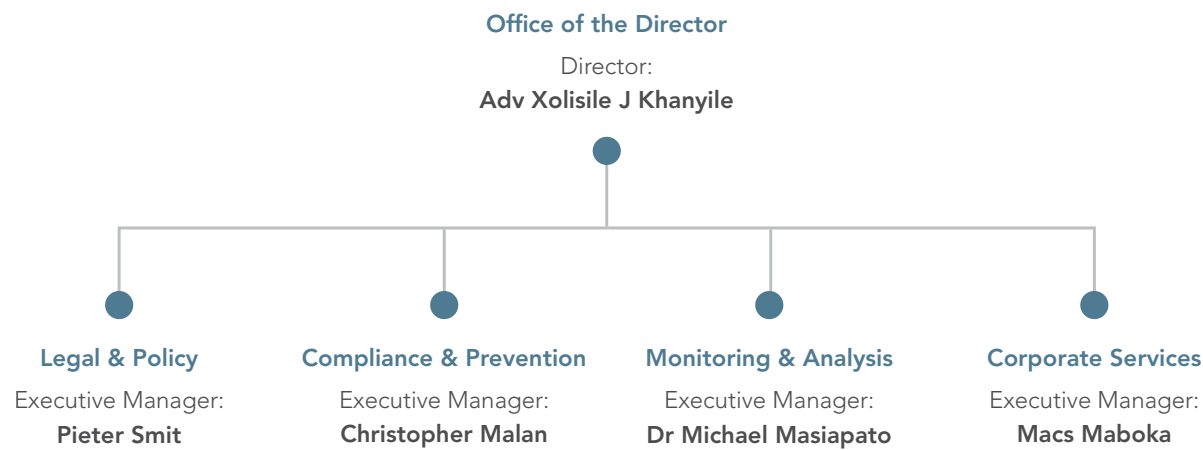 Office of the Director
Director:
Adv Xolisile J Khanyile
Legal & Policy
Executive Manager:
Pieter Smit
Compliance & Prevention
Executive Manager:
Christopher Malan
Monitoring & Analysis
Executive Manager:
Dr Michael Masiapato
Corporate Services
Executive Manager:
Macs Maboka